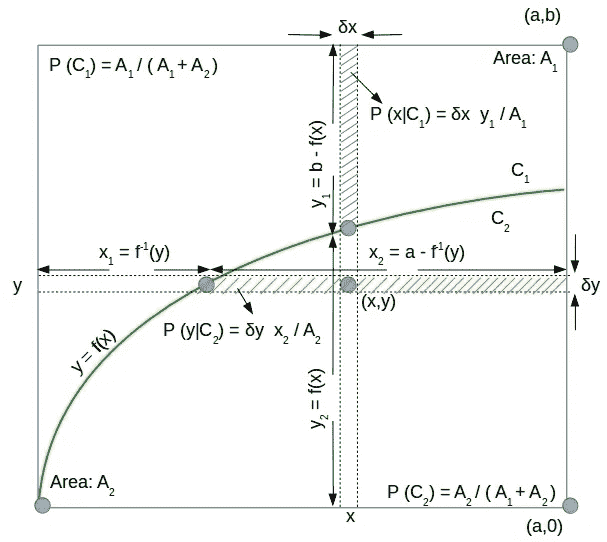 (a,b)
δx
P (C₁) = A₁ / ( A₁ + A₂)
Area: A₁
P (x|C₁) = δx y₁ / A₁
y₁ = b - f(x)
C₁
C₂
x₁ = f⁻¹(y)
x₂ = a - f⁻¹(y)
y
δy
(x,y)
P (y|C₂) = δy x₂ / A₂
y = f(x)
y₂ = f(x)
Area: A₂
P (C₂) = A₂ / ( A₁ + A₂)
x
(a,0)